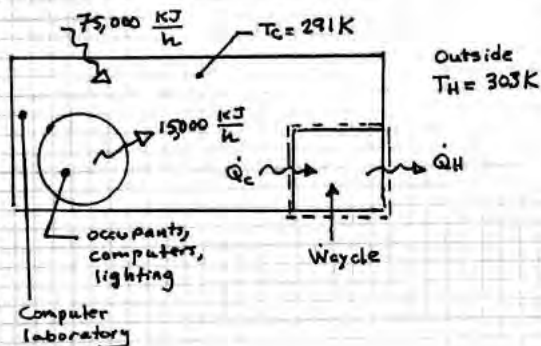 75,000 kJ/h
Tc = 291K
Outside
TH = 303K
15,000 kJ/h
Q̇c
Q̇H
occupants,
computers,
lighting
Ẇcycle
Computer
laboratory